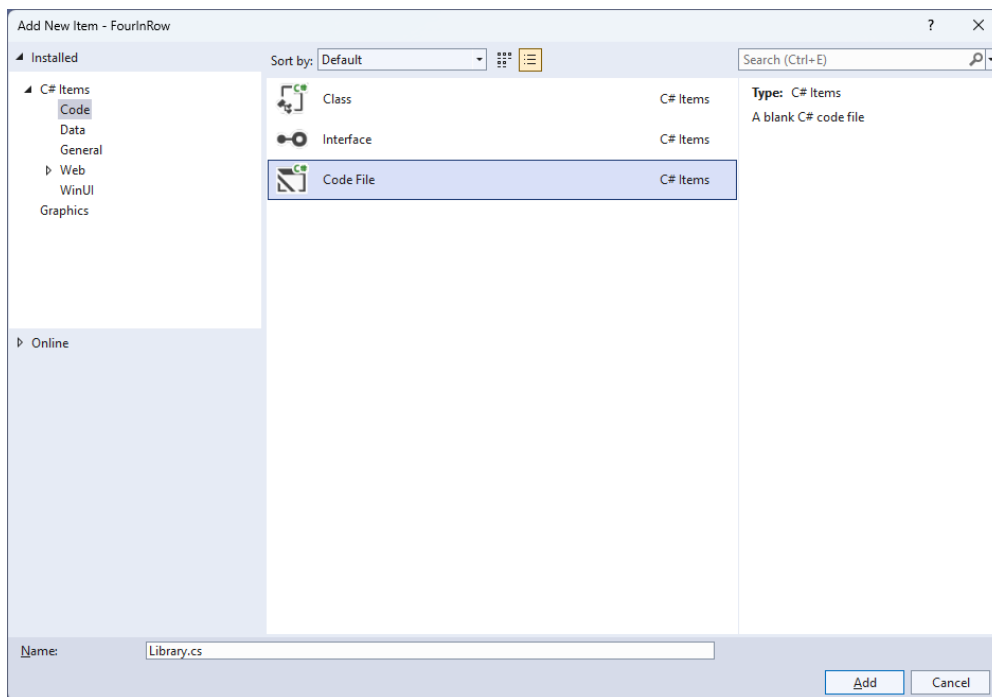 Add New Item - FourInRow
?
Installed
Sort by: Default
Search (Ctrl+E)
C# Items
Code
Data
General
Web
WinUI
Graphics
Online
Class C# Items
Interface C# Items
Code File C# Items
Type: C# Items
A blank C# code file
Name: Library.cs
Add Cancel